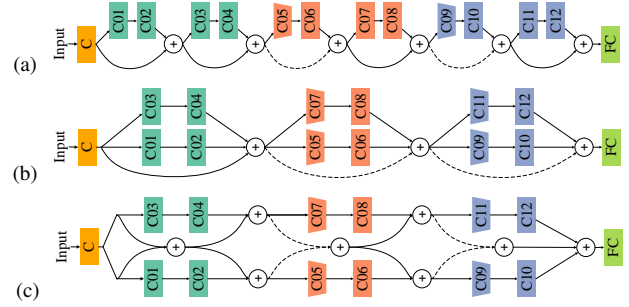 Input C C01 C02 + C03 C04 + C05 C06 + C07 C08 + C09 C10 + C11 C12 + FC
(a)
C03 C04 C07 C08 C11 C12
Input C C01 C02 + C05 C06 + C09 C10 + FC
(b)
C03 C04 + C07 C08 + C11 C12
Input C + + + + FC
C01 C02 + C05 C06 + C09 C10
(c)